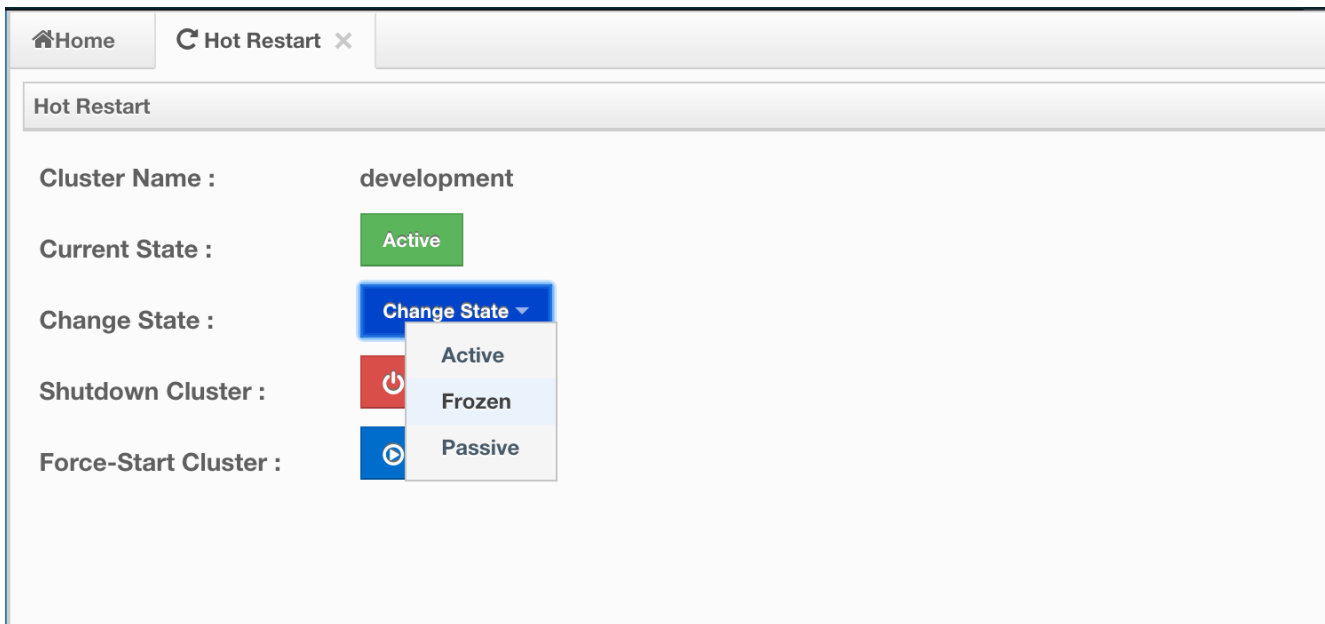 Home
Hot Restart
Hot Restart
Cluster Name :
development
Current State :
Active
Change State :
Change State
Active
Frozen
Passive
Shutdown Cluster :
Force-Start Cluster :